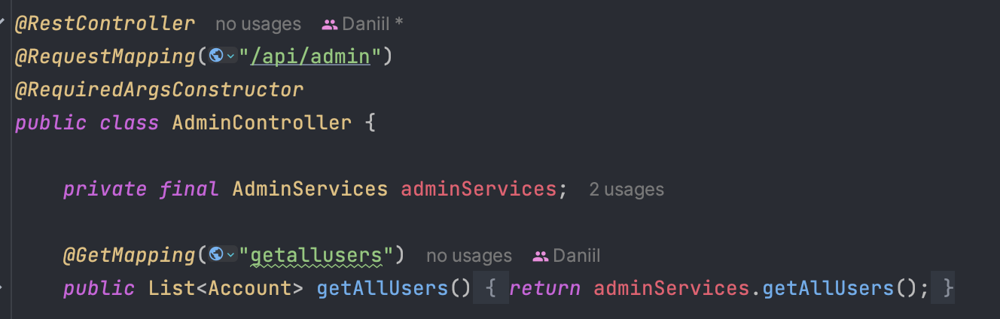 @RestController no usages Daniil *
@RequestMapping("/api/admin")
@RequiredArgsConstructor
public class AdminController {
private final AdminServices adminServices; 2 usages
@GetMapping("getallusers") no usages Daniil
public List<Account> getAllUsers() { return adminServices.getAllUsers(); }